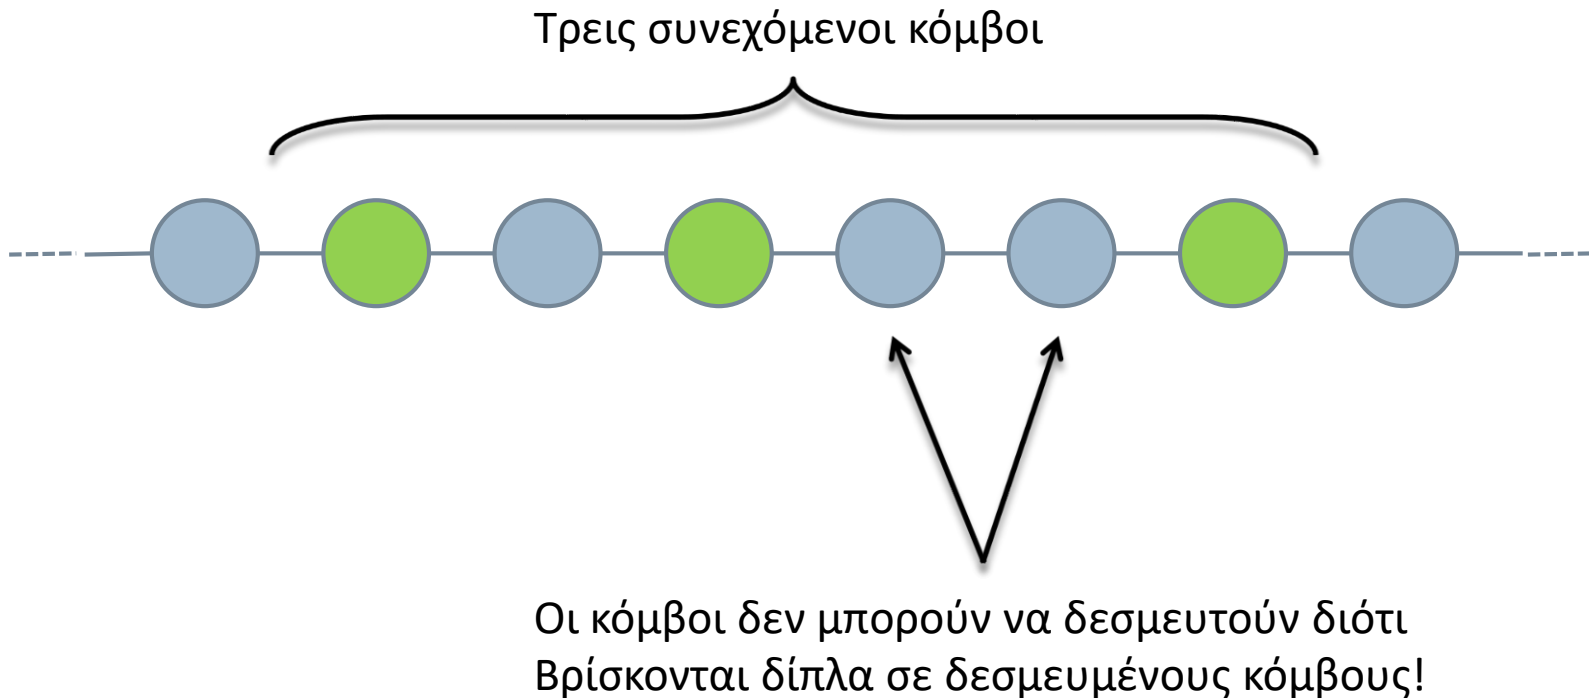 Τρεις συνεχόμενοι κόμβοι
Οι κόμβοι δεν μπορούν να δεσμευτούν διότι
Βρίσκονται δίπλα σε δεσμευμένους κόμβους!